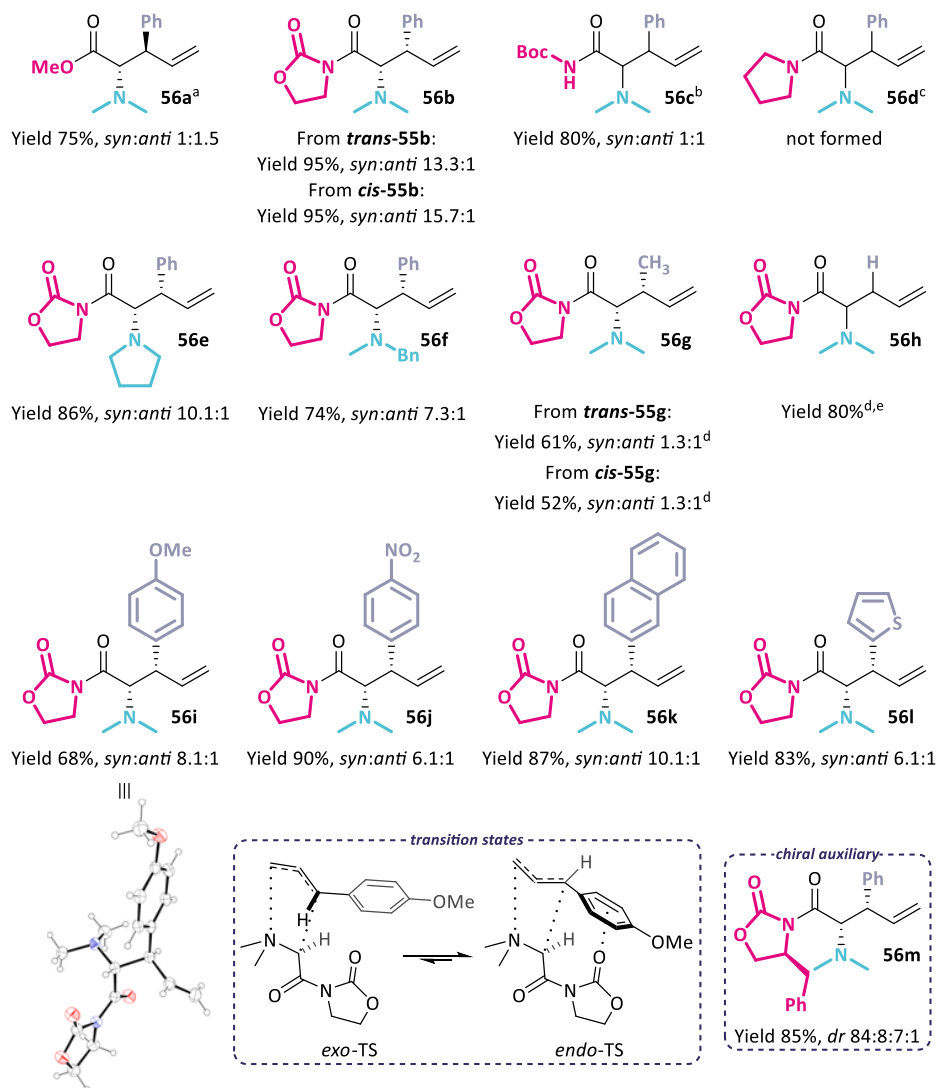 Ph
O
MeO
N
56a^a
Yield 75%, syn:anti 1:1.5
O
O
Ph
O
N
N
56b
From trans-55b:
Yield 95%, syn:anti 13.3:1
From cis-55b:
Yield 95%, syn:anti 15.7:1
O
Ph
Boc
NH
N
56c^b
Yield 80%, syn:anti 1:1
O
Ph
N
N
56d^c
not formed
O
O
Ph
O
N
N
56e
Yield 86%, syn:anti 10.1:1
O
O
Ph
O
N
N
Bn
56f
Yield 74%, syn:anti 7.3:1
O
O
CH3
O
N
N
56g
From trans-55g:
Yield 61%, syn:anti 1.3:1^d
From cis-55g:
Yield 52%, syn:anti 1.3:1^d
O
O
H
O
N
N
56h
Yield 80%^d,e
OMe
O
O
O
N
N
56i
Yield 68%, syn:anti 8.1:1
NO2
O
O
O
N
N
56j
Yield 90%, syn:anti 6.1:1
O
O
O
N
N
56k
Yield 87%, syn:anti 10.1:1
S
O
O
O
N
N
56l
Yield 83%, syn:anti 6.1:1
transition states
OMe
H
N
H
O
O
N
O
exo-TS
H
OMe
N
H
O
O
N
O
endo-TS
chiral auxiliary
O
O
Ph
O
N
N
56m
Ph
Yield 85%, dr 84:8:7:1